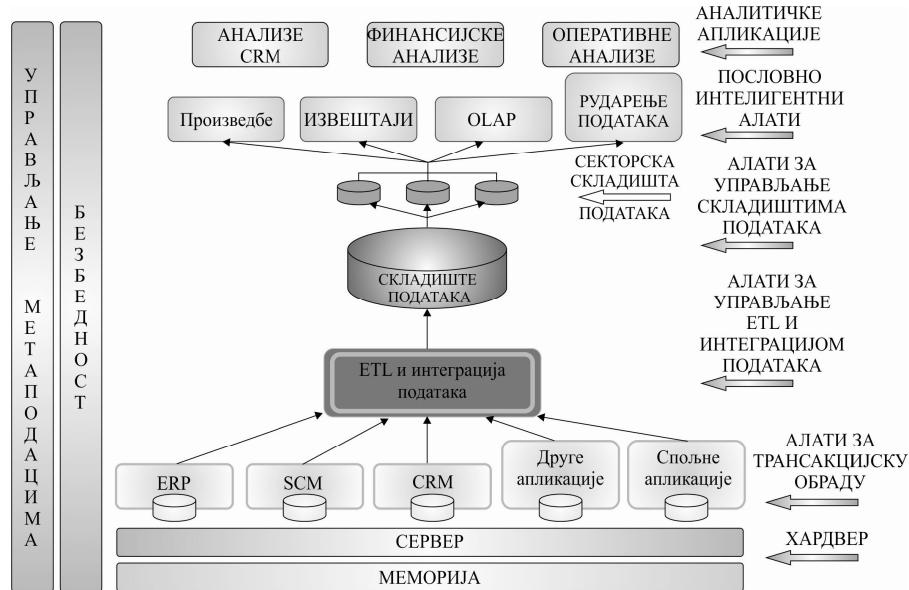 УПРАВЉАЊЕ МЕТАПОДАЦИМА
БЕЗБЕДНОСТ
АНАЛИЗЕ
CRM
ФИНАНСИЈСКЕ
АНАЛИЗЕ
ОПЕРАТИВНЕ
АНАЛИЗЕ
АНАЛИТИЧКЕ
АПЛИКАЦИЈЕ
Произведбе
ИЗВЕШТАЈИ
OLAP
РУДАРЕЊЕ
ПОДАТАКА
ПОСЛОВНО
ИНТЕЛИГЕНТНИ
АЛАТИ
СЕКТОРСКА
СКЛАДИШТА
ПОДАТАКА
АЛАТИ ЗА
УПРАВЉАЊЕ
СКЛАДИШТИМА
ПОДАТАКА
СКЛАДИШТЕ
ПОДАТАКА
АЛАТИ ЗА
УПРАВЉАЊЕ
ETL И
ИНТЕГРАЦИЈОМ
ПОДАТАКА
ETL и интеграција
података
ERP
SCM
CRM
Друге
апликације
Спољне
апликације
АЛАТИ ЗА
ТРАНСАКЦИЈСКУ
ОБРАДУ
СЕРВЕР
ХАРДВЕР
МЕМОРИЈА